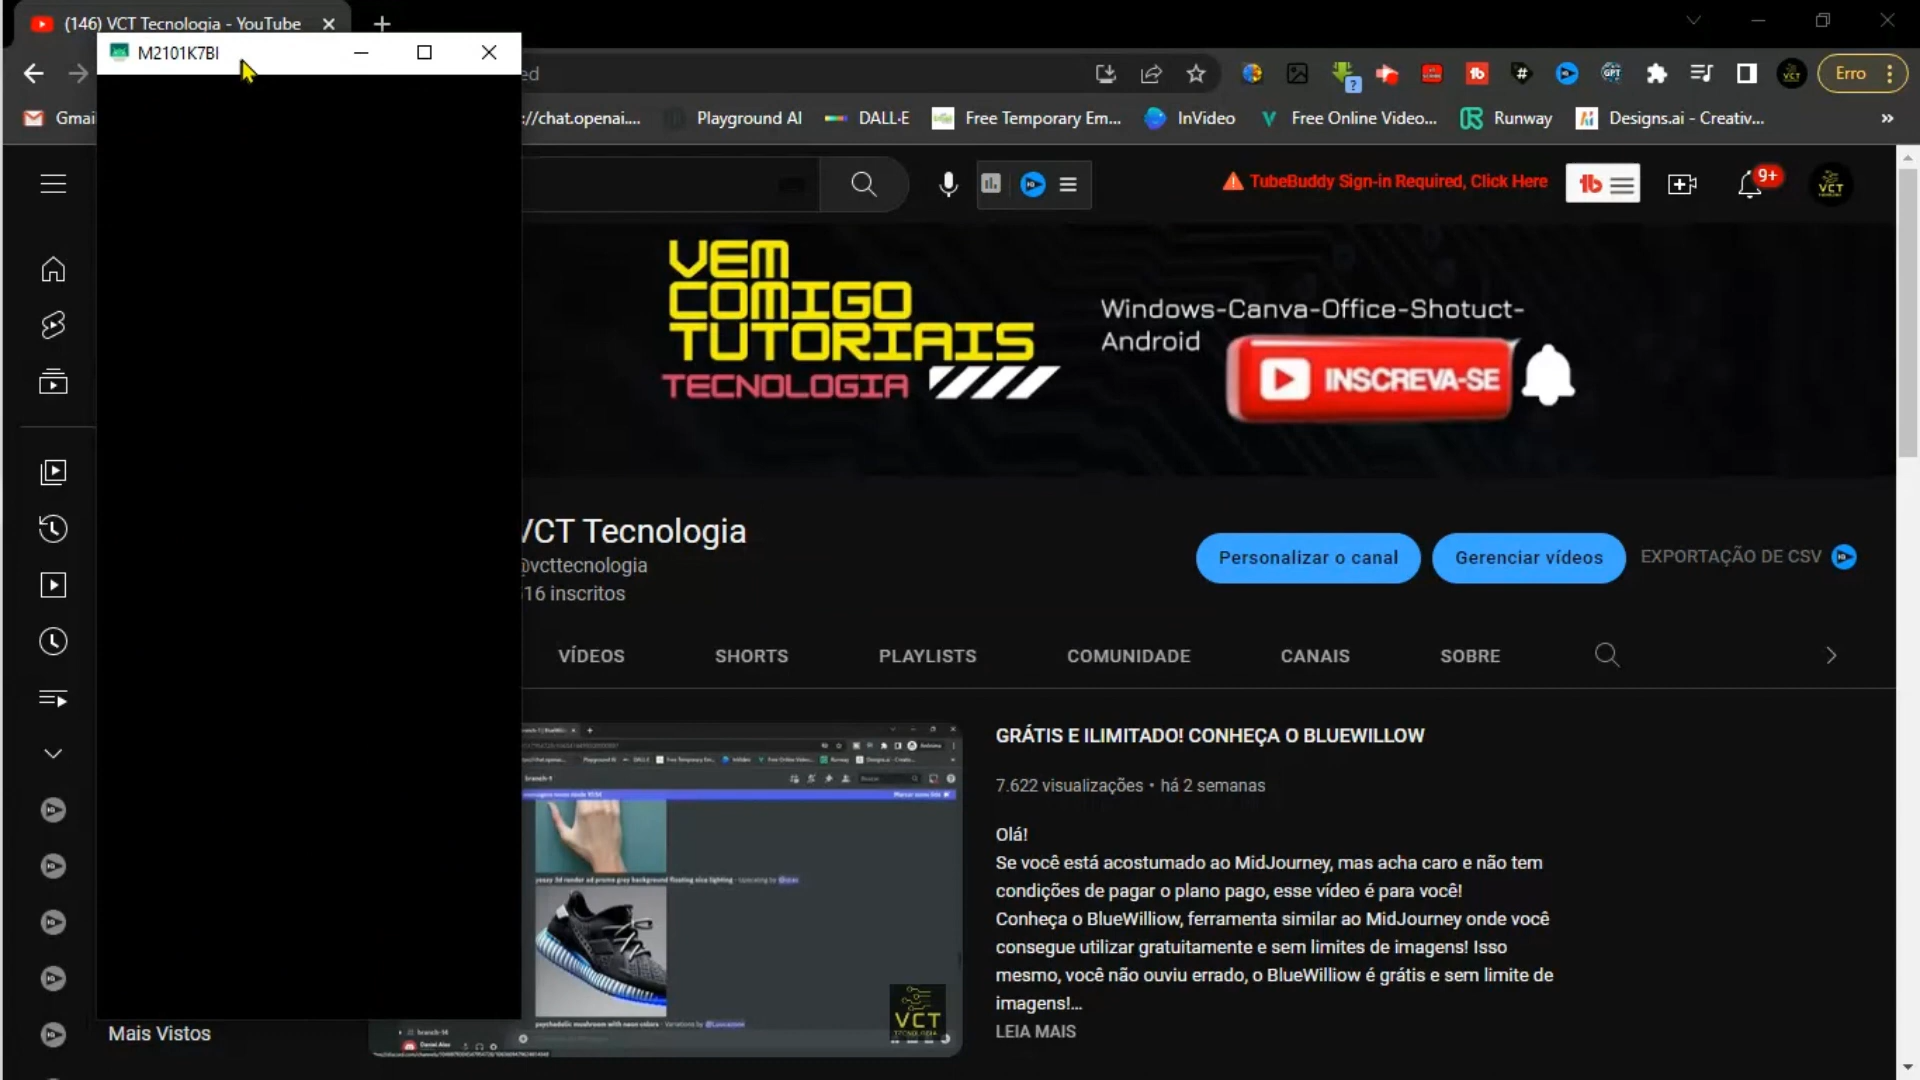 (146) VCT Tecnologia - YouTube
M2101K7BI
ed
Erro
Gmai
://chat.openai....
Playground AI
DALL·E
Free Temporary Em...
InVideo
Free Online Video...
Runway
Designs.ai - Creativ...
TubeBuddy Sign-in Required, Click Here
9+
VEM
COMIGO
TUTORIAIS
TECNOLOGIA
Windows-Canva-Office-Shotuct-
Android
INSCREVA-SE
VCT Tecnologia
@vcttecnologia
16 inscritos
Personalizar o canal
Gerenciar vídeos
EXPORTAÇÃO DE CSV
VÍDEOS
SHORTS
PLAYLISTS
COMUNIDADE
CANAIS
SOBRE
GRÁTIS E ILIMITADO! CONHEÇA O BLUEWILLOW
7.622 visualizações • há 2 semanas
Olá!
Se você está acostumado ao MidJourney, mas acha caro e não tem
condições de pagar o plano pago, esse vídeo é para você!
Conheça o BlueWilliow, ferramenta similar ao MidJourney onde você
consegue utilizar gratuitamente e sem limites de imagens! Isso
mesmo, você não ouviu errado, o BlueWilliow é grátis e sem limite de
imagens!...
LEIA MAIS
VCT
Mais Vistos